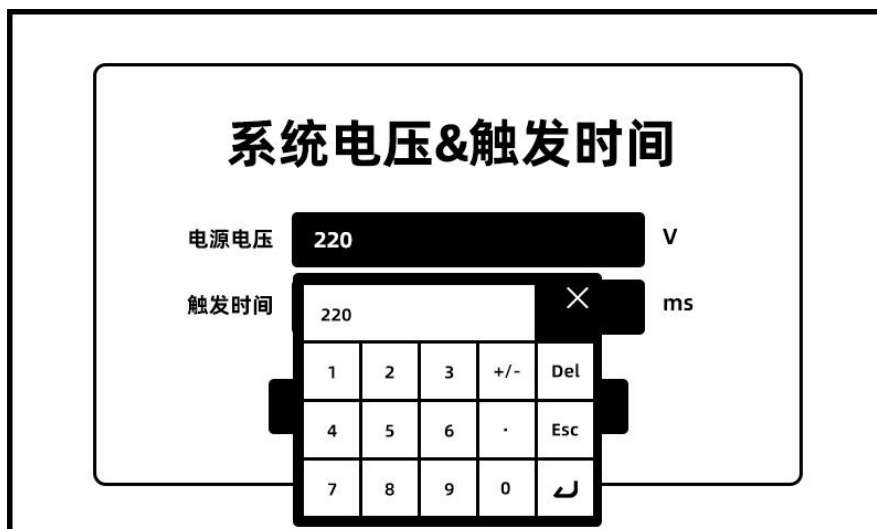 系统电压&触发时间
电源电压 220 V
触发时间 ms
220
1 2 3 +/- Del
4 5 6 · Esc
7 8 9 0